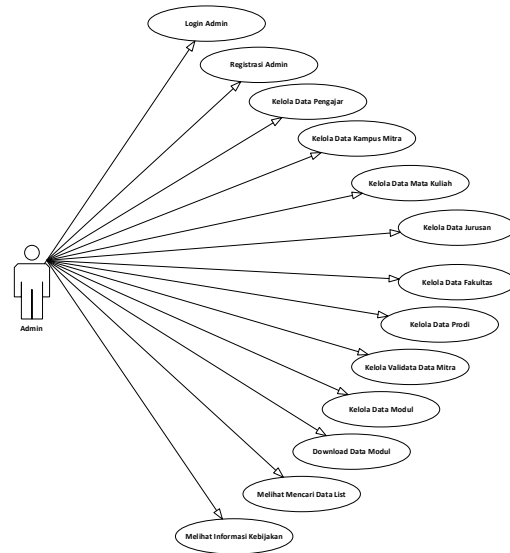 Login Admin
Registrasi Admin
Kelola Data Pengajar
Kelola Data Kampus Mitra
Kelola Data Mata Kuliah
Kelola Data Jurusan
Kelola Data Fakultas
Kelola Data Prodi
Kelola Validata Data Mitra
Kelola Data Modul
Download Data Modul
Melihat Mencari Data List
Melihat Informasi Kebijakan
Admin